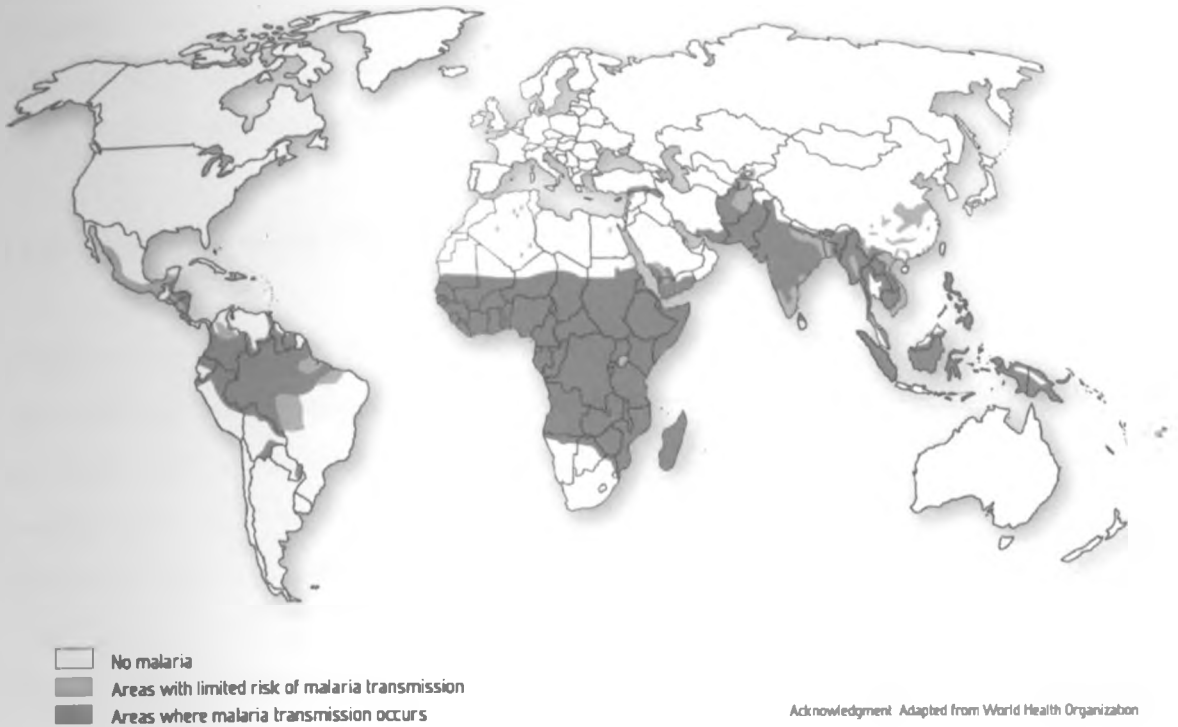 No malaria
Areas with limited risk of malaria transmission
Areas where malaria transmission occurs
Acknowledgment Adapted from World Health Organization